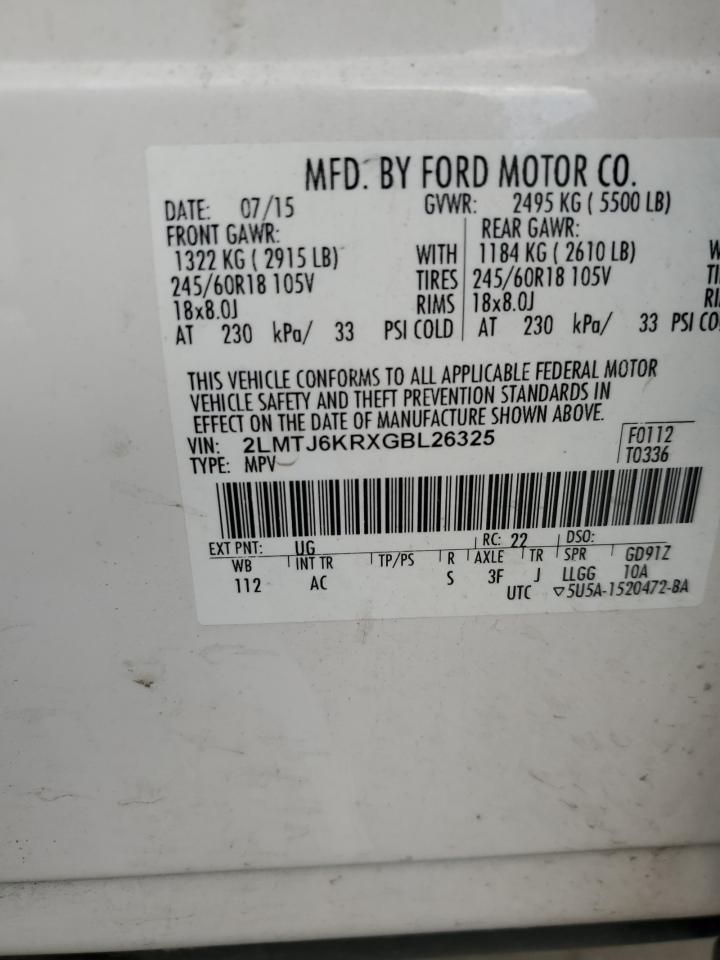 MFD. BY FORD MOTOR CO.
DATE: 07/15 GVWR: 2495 KG ( 5500 LB)
FRONT GAWR: REAR GAWR:
1322 KG ( 2915 LB) WITH 1184 KG ( 2610 LB)
245/60R18 105V TIRES 245/60R18 105V
18x8.0J RIMS 18x8.0J
AT 230 kPa/ 33 PSI COLD AT 230 kPa/ 33 PSI
THIS VEHICLE CONFORMS TO ALL APPLICABLE FEDERAL MOTOR
VEHICLE SAFETY AND THEFT PREVENTION STANDARDS IN
EFFECT ON THE DATE OF MANUFACTURE SHOWN ABOVE.
VIN: 2LMTJ6KRXGBL26325 F0112
TYPE: MPV T0336
EXT PNT: UG RC: 22 DSO:
WB INT TR TP/PS R AXLE TR SPR GD91Z
112 AC S 3F J LLGG 10A
UTC ▽5U5A-1520472-BA